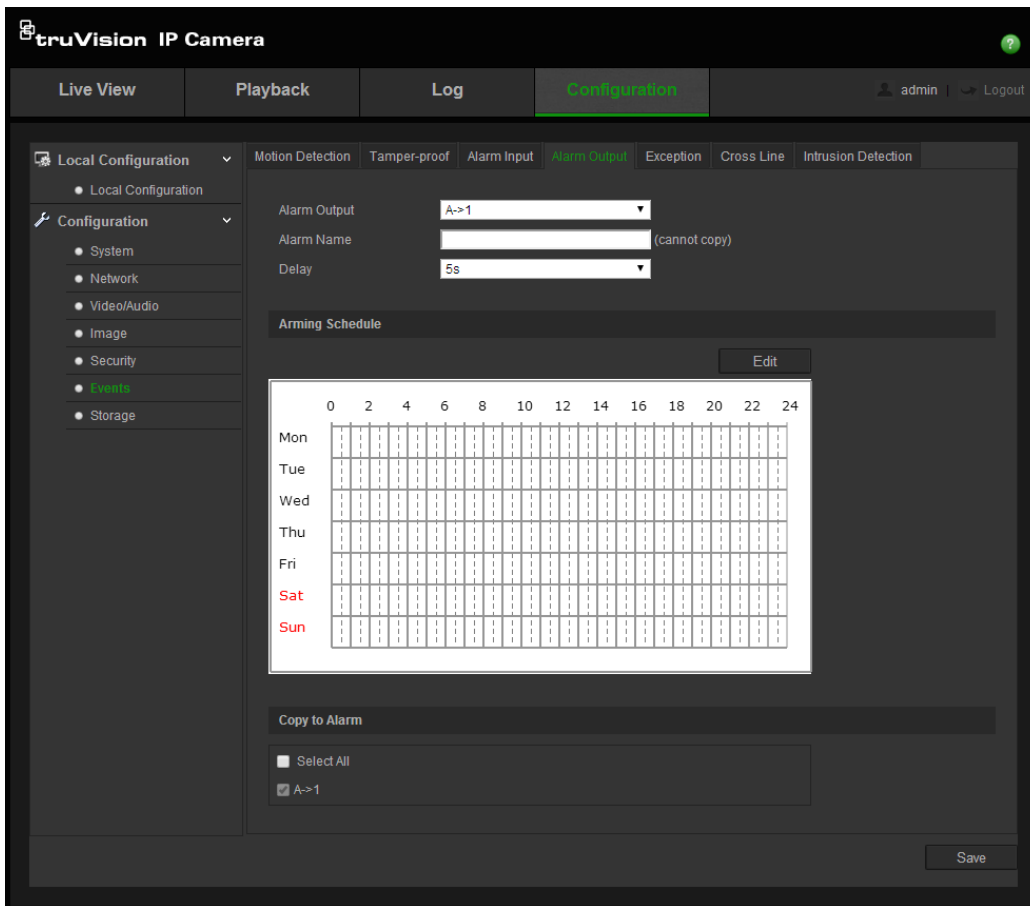 truVision IP Camera
?
Live View Playback Log Configuration admin | Logout
Local Configuration
Local Configuration
Configuration
System
Network
Video/Audio
Image
Security
Events
Storage
Motion Detection Tamper-proof Alarm Input Alarm Output Exception Cross Line Intrusion Detection
Alarm Output A->1
Alarm Name (cannot copy)
Delay 5s
Arming Schedule
Edit
0 2 4 6 8 10 12 14 16 18 20 22 24
Mon
Tue
Wed
Thu
Fri
Sat
Sun
Copy to Alarm
Select All
A->1
Save